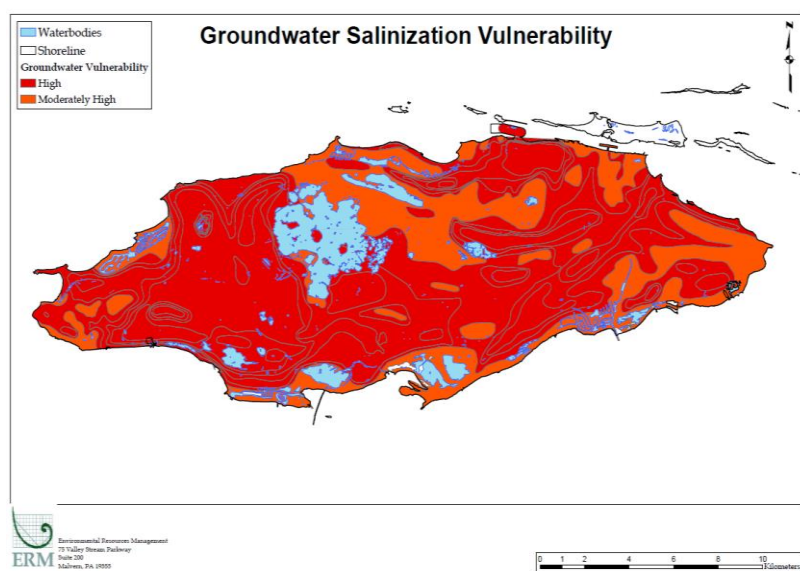 Groundwater Salinization Vulnerability
Waterbodies
Shoreline
Groundwater Vulnerability
High
Moderately High
N
ERM
Environmental Resources Management
75 Valley Stream Parkway
Suite 200
Malvern, PA 19355
0 1 2 4 6 8 10
Kilometers